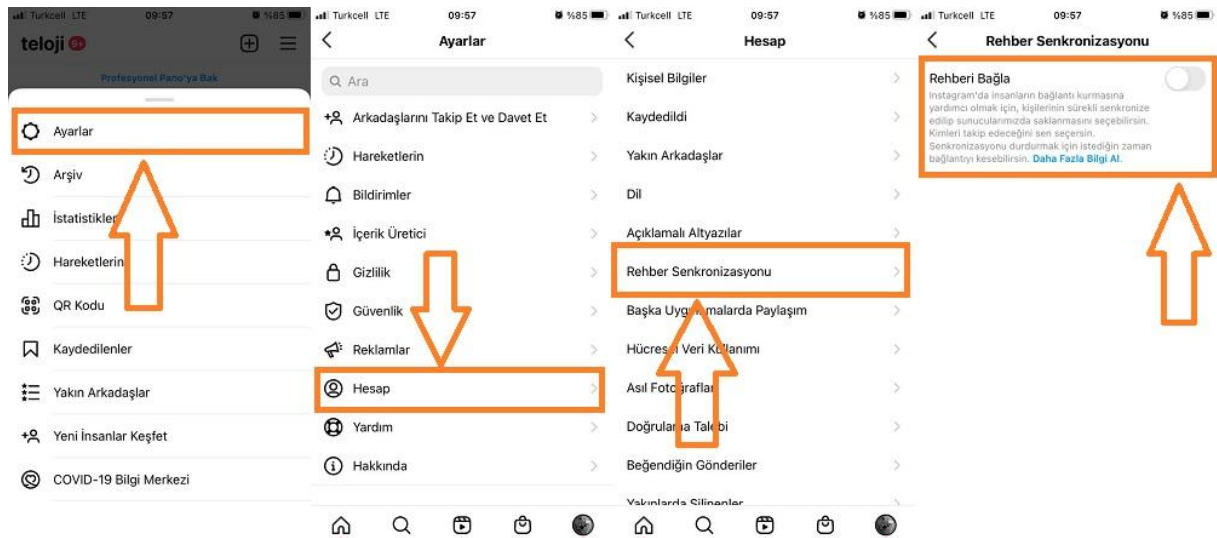 Turkcell LTE 09:57 %85
teloji 9+
Profesyonel Pano'ya Bak
Ayarlar
Arşiv
İstatistikler
Hareketlerin
QR Kodu
Kaydedilenler
Yakın Arkadaşlar
Yeni İnsanlar Keşfet
COVID-19 Bilgi Merkezi
Turkcell LTE 09:57 %85
Ayarlar
Ara
Arkadaşlarını Takip Et ve Davet Et
Hareketlerin
Bildirimler
İçerik Üretici
Gizlilik
Güvenlik
Reklamlar
Hesap
Yardım
Hakkında
Turkcell LTE 09:57 %85
Hesap
Kişisel Bilgiler
Kaydedildi
Yakın Arkadaşlar
Dil
Açıklamalı Altyazılar
Rehber Senkronizasyonu
Başka Uygulamalarda Paylaşım
Hücresel Veri Kullanımı
Asıl Fotoğraflar
Doğrulama Talebi
Beğendiğin Gönderiler
Yakınlarda Silinenler
Turkcell LTE 09:57 %85
Rehber Senkronizasyonu
Rehberi Bağla
Instagram'da insanların bağlantı kurmasına
yardımcı olmak için, kişilerinin sürekli senkronize
edilip sunucularımızda saklanmasını seçebilirsin.
Kimleri takip edeceğini sen seçersin.
Senkronizasyonu durdurmak için istediğin zaman
bağlantıyı kesebilirsin. Daha Fazla Bilgi Al.